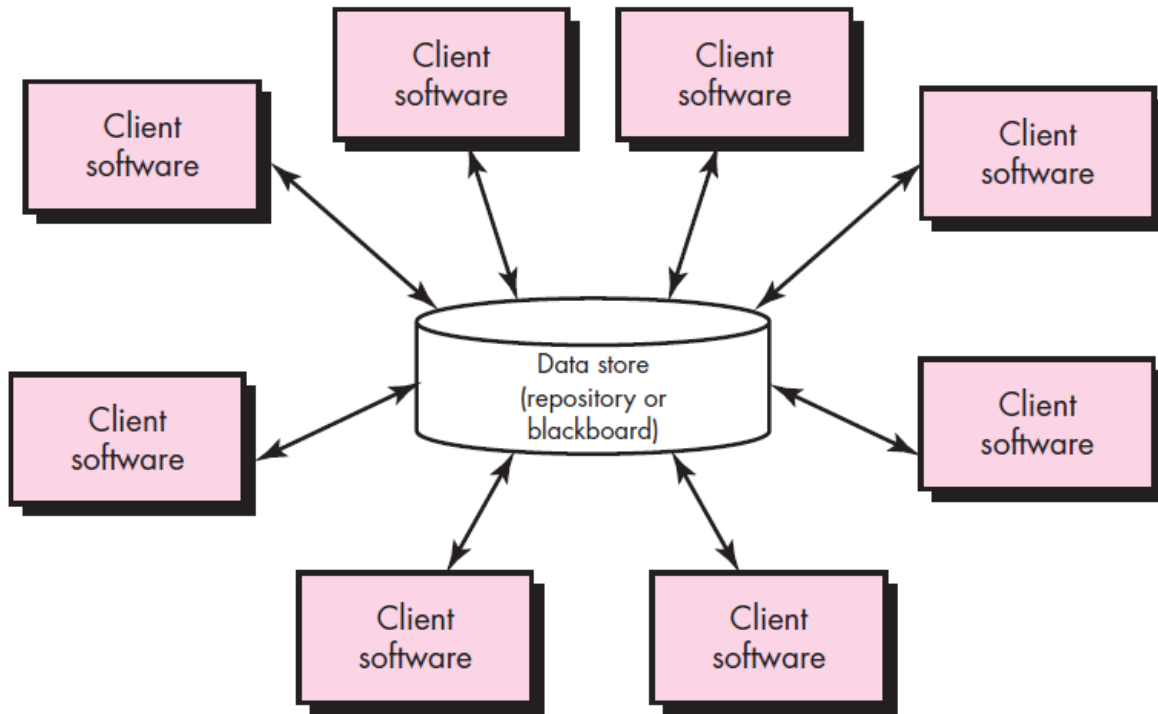 Client
software
Client
software
Client
software
Client
software
Data store
(repository or
blackboard)
Client
software
Client
software
Client
software
Client
software